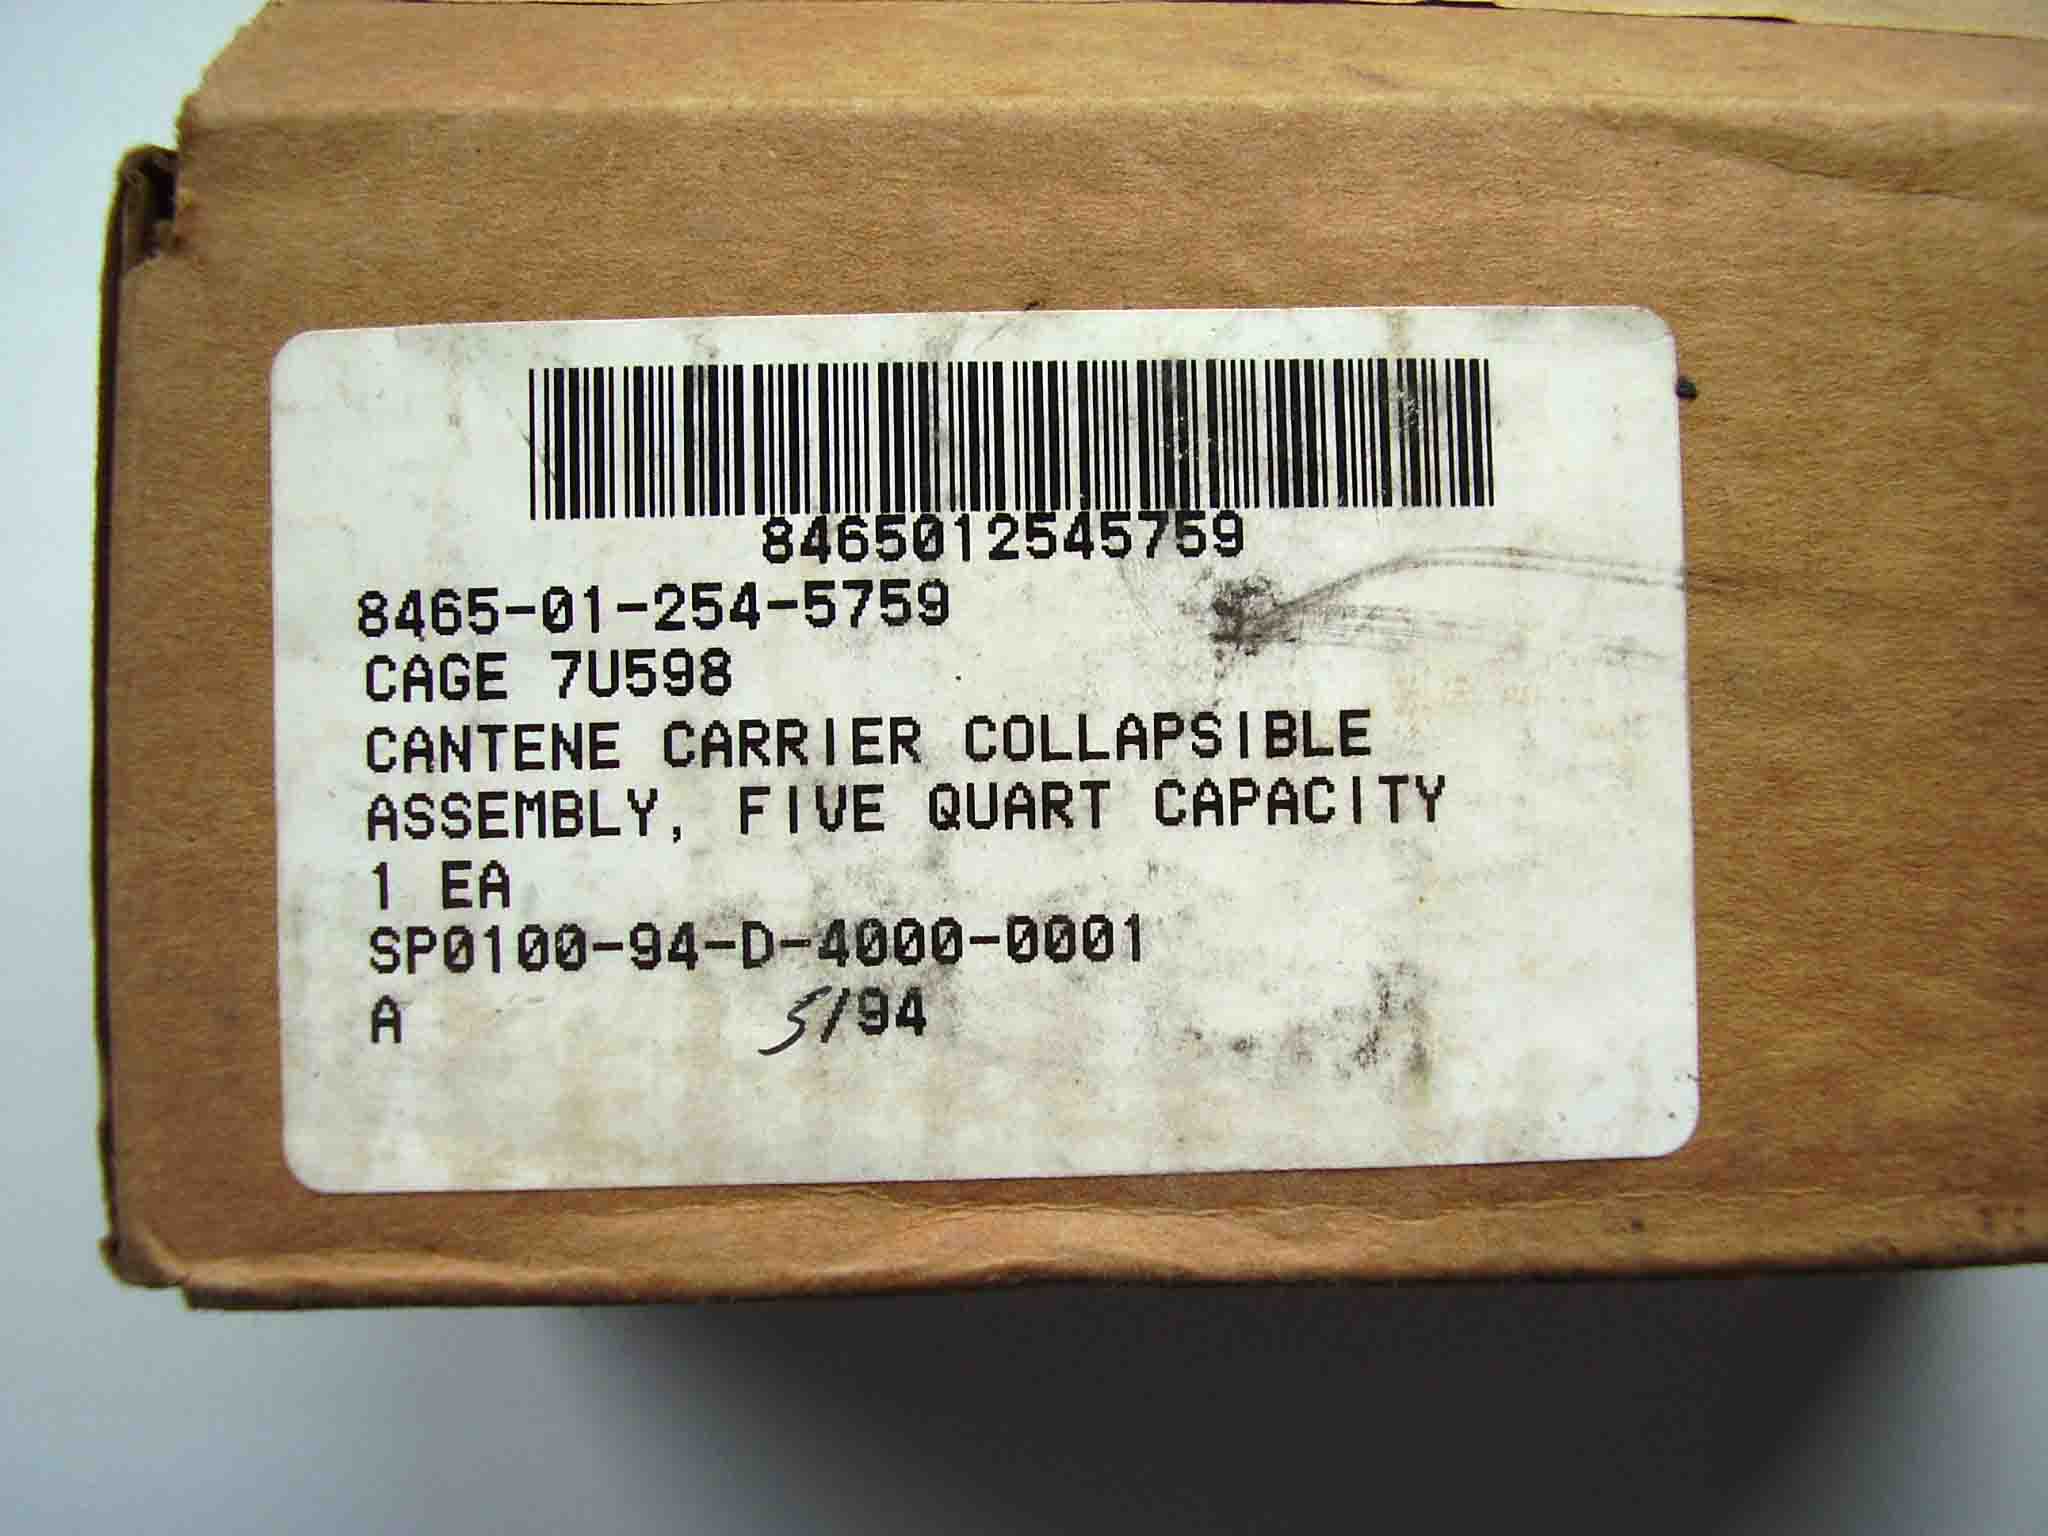 8465012545759
8465-01-254-5759
CAGE 7U598
CANTENE CARRIER COLLAPSIBLE
ASSEMBLY, FIVE QUART CAPACITY
1 EA
SP0100-94-D-4000-0001
A 5/94